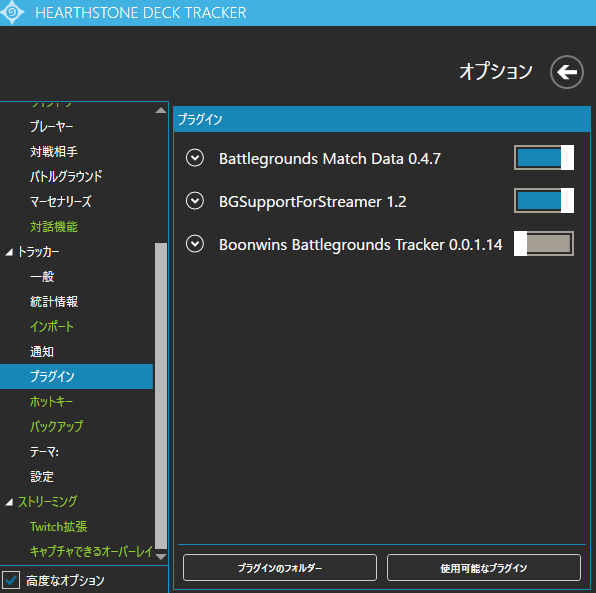 HEARTHSTONE DECK TRACKER
オプション
プレーヤー
対戦相手
バトルグラウンド
マーセナリーズ
対話機能
トラッカー
一般
統計情報
インポート
通知
プラグイン
ホットキー
バックアップ
テーマ:
設定
ストリーミング
Twitch拡張
キャプチャできるオーバーレイ
高度なオプション
プラグイン
Battlegrounds Match Data 0.4.7
BGSupportForStreamer 1.2
Boonwins Battlegrounds Tracker 0.0.1.14
プラグインのフォルダー
使用可能なプラグイン